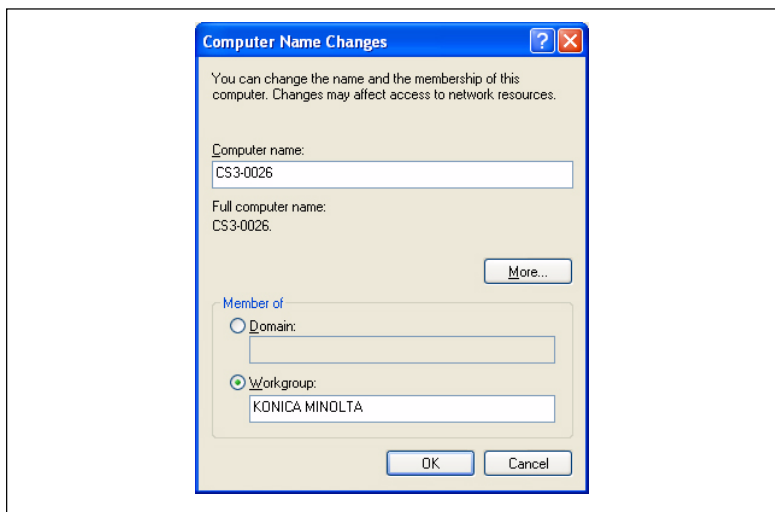 Computer Name Changes
You can change the name and the membership of this
computer. Changes may affect access to network resources.
Computer name:
CS3-0026
Full computer name:
CS3-0026.
More...
Member of
Domain:
Workgroup:
KONICA MINOLTA
OK
Cancel